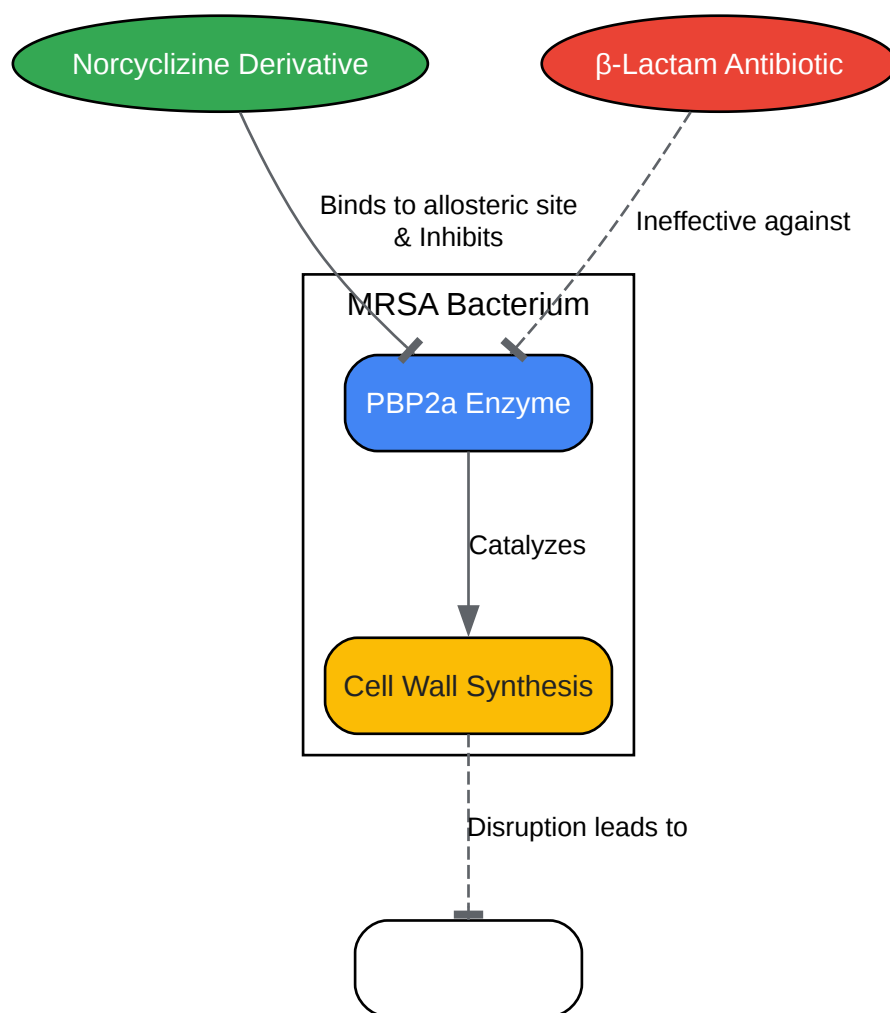 Norcyclizine Derivative
β-Lactam Antibiotic
Binds to allosteric site
& Inhibits
Ineffective against
MRSA Bacterium
PBP2a Enzyme
Catalyzes
Cell Wall Synthesis
Disruption leads to